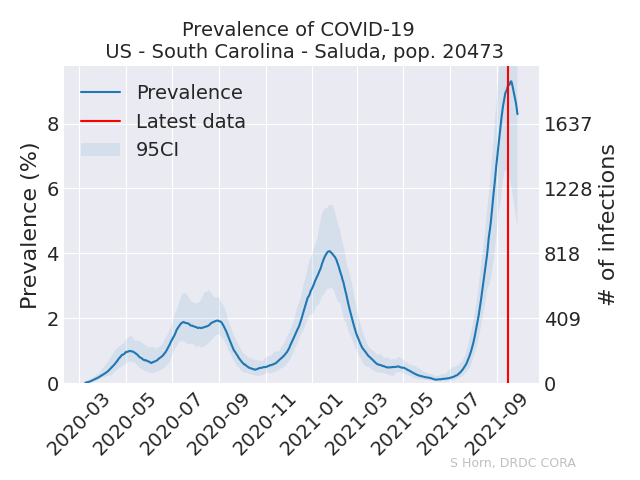 Prevalence of COVID-19
US - South Carolina - Saluda, pop. 20473
Prevalence
Latest data
95CI
Prevalence (%)
8
6
4
2
0
1637
1228
818
409
0
# of infections
2020-03
2020-05
2020-07
2020-09
2020-11
2021-01
2021-03
2021-05
2021-07
2021-09
S Horn, DRDC CORA